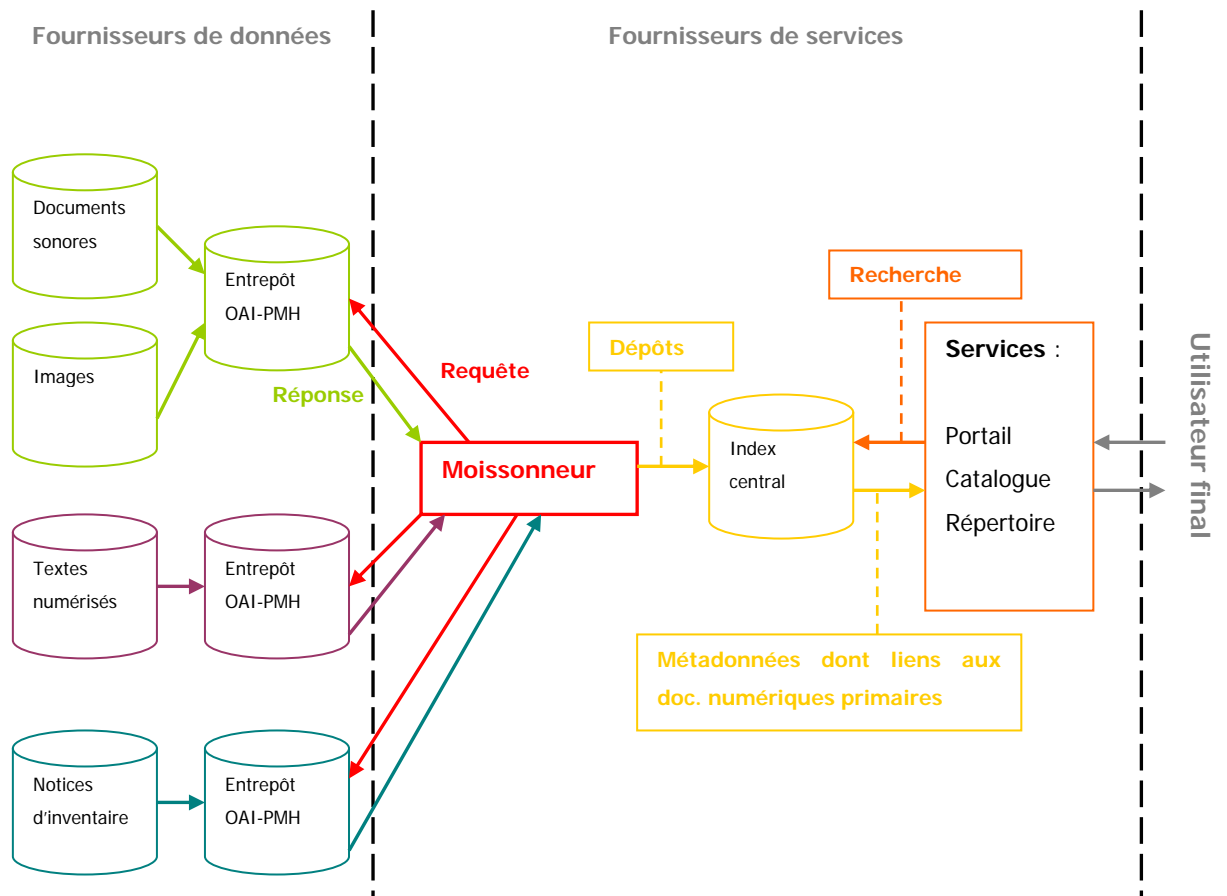 Fournisseurs de données
Fournisseurs de services
Documents
sonores
Entrepôt
OAI-PMH
Images
Réponse
Requête
Moissonneur
Dépôts
Index
central
Recherche
Services :
Portail
Catalogue
Répertoire
Utilisateur final
Textes
numérisés
Entrepôt
OAI-PMH
Métadonnées dont liens aux
doc. numériques primaires
Notices
d'inventaire
Entrepôt
OAI-PMH